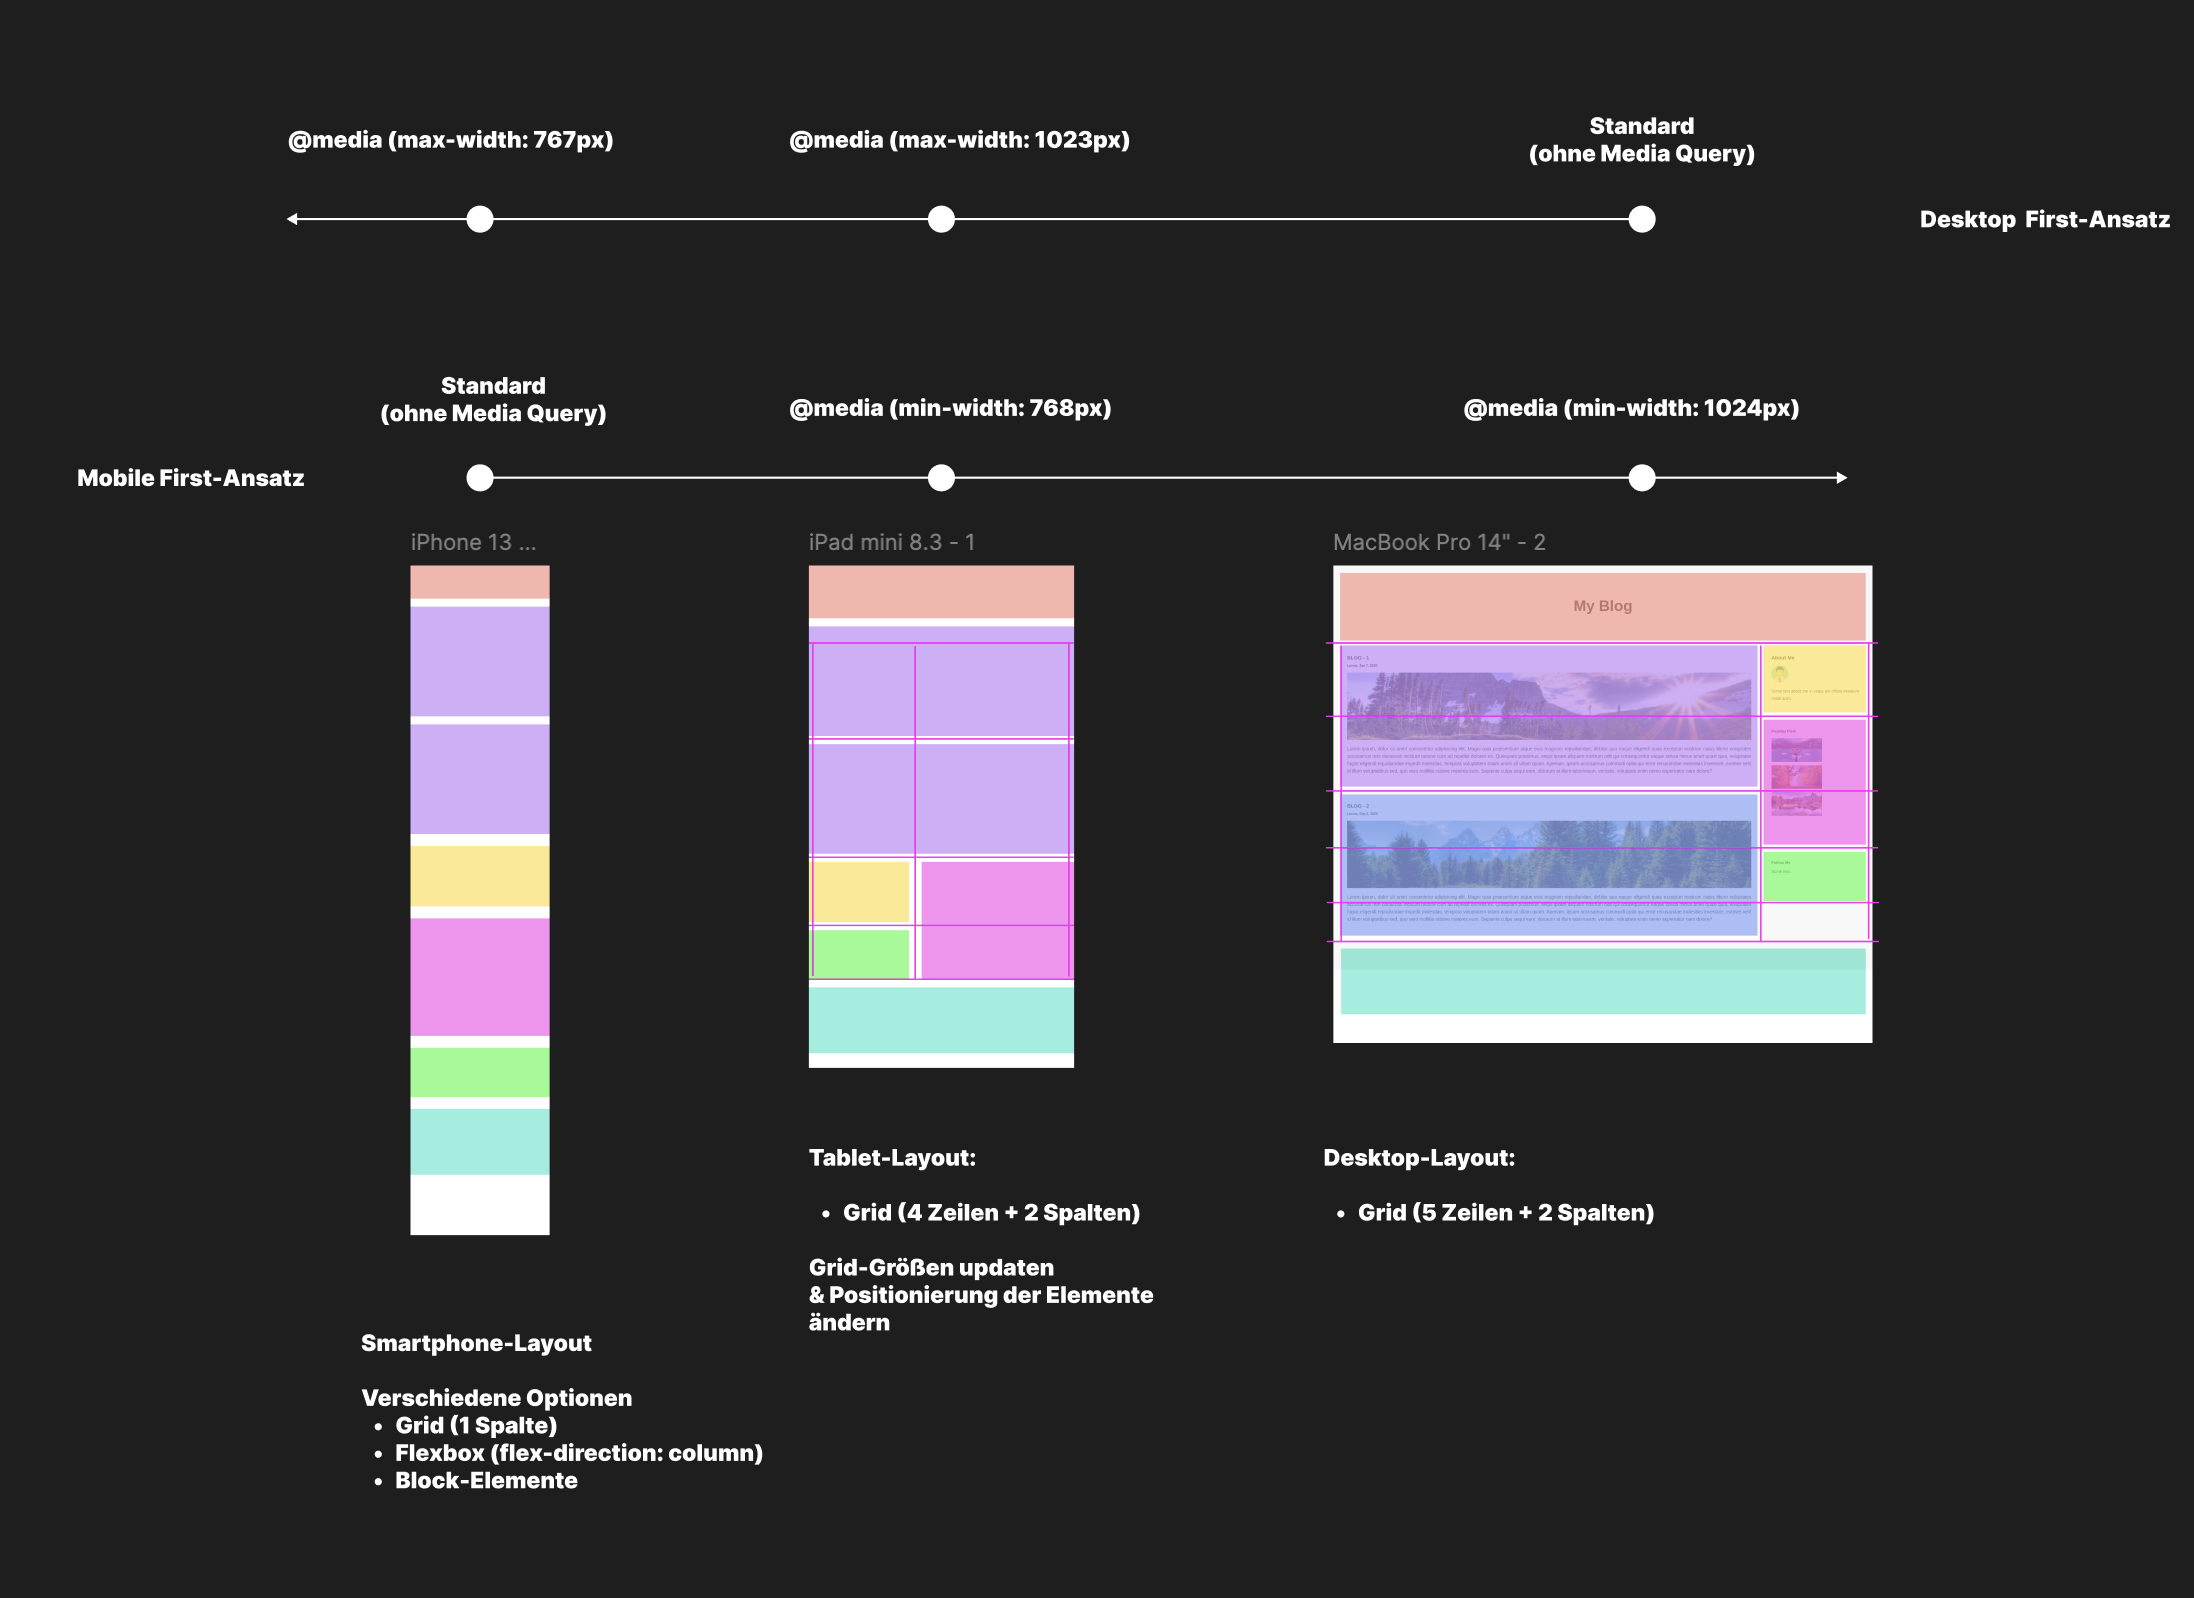 @media (max-width: 767px)
@media (max-width: 1023px)
Standard
(ohne Media Query)
Desktop First-Ansatz
Standard
(ohne Media Query)
@media (min-width: 768px)
@media (min-width: 1024px)
Mobile First-Ansatz
iPhone 13 ...
iPad mini 8.3 - 1
MacBook Pro 14" - 2
My Blog
BLOG - 1
About Me
Popular Post
BLOG - 2
Follow Me
Tablet-Layout:
• Grid (4 Zeilen + 2 Spalten)
Grid-Größen updaten
& Positionierung der Elemente
ändern
Desktop-Layout:
• Grid (5 Zeilen + 2 Spalten)
Smartphone-Layout
Verschiedene Optionen
• Grid (1 Spalte)
• Flexbox (flex-direction: column)
• Block-Elemente